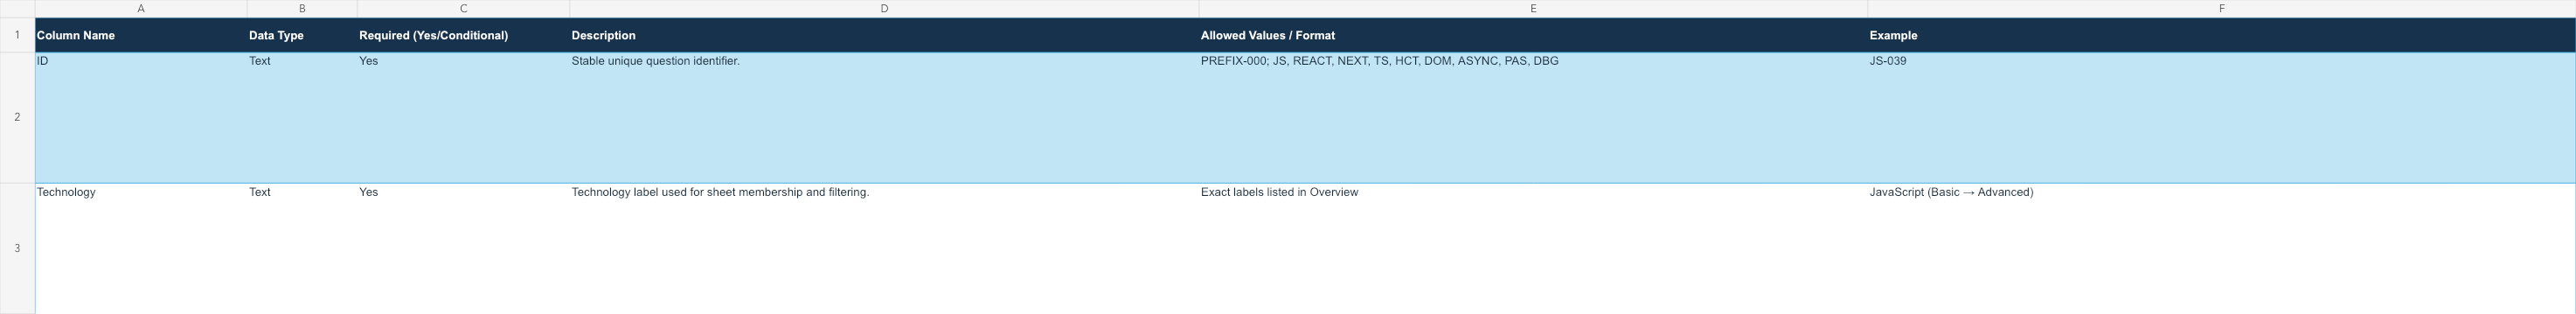 A B C D E F
1 Column Name Data Type Required (Yes/Conditional) Description Allowed Values / Format Example
2 ID Text Yes Stable unique question identifier. PREFIX-000; JS, REACT, NEXT, TS, HCT, DOM, ASYNC, PAS, DBG JS-039
3 Technology Text Yes Technology label used for sheet membership and filtering. Exact labels listed in Overview JavaScript (Basic → Advanced)